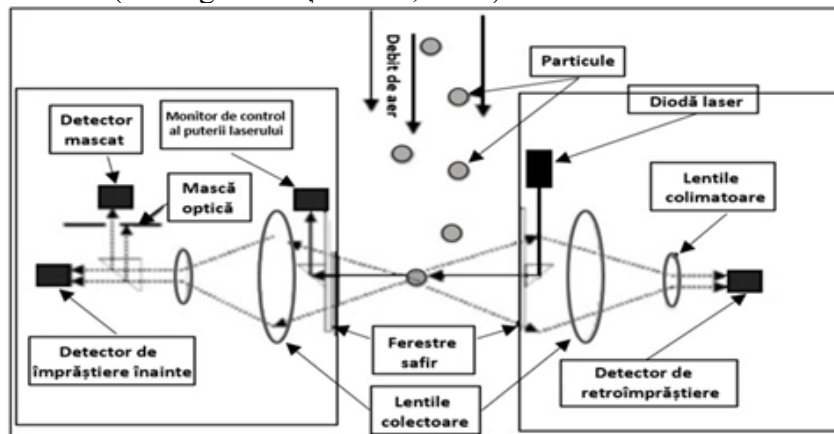 Debit de aer
Particule
Diodă laser
Detector
mascat
Monitor de control
al puterii laserului
Mască
optică
Lentile
colimatoare
Detector de
împrăștiere înainte
Ferestre
safir
Lentile
colectoare
Detector de
retroîmprăștiere